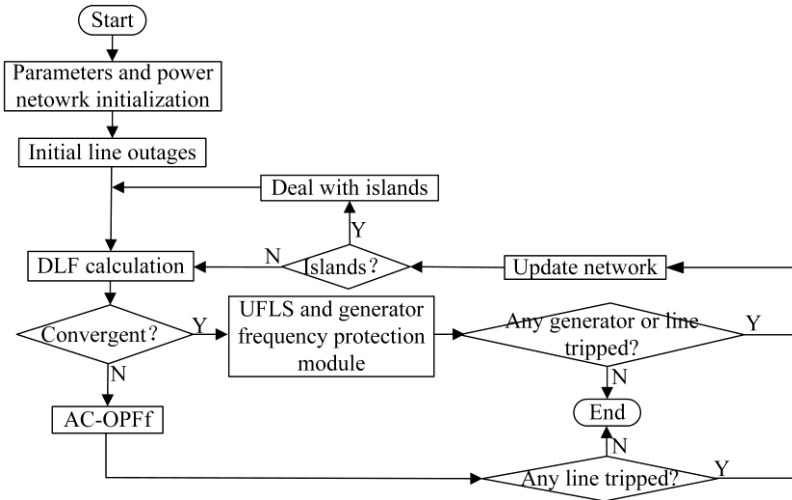 Start
Parameters and power
netowrk initialization
Initial line outages
Deal with islands
Y
N
Islands?
Update network
DLF calculation
Convergent?
Y
UFLS and generator
frequency protection
module
Any generator or line
tripped?
Y
N
N
AC-OPFf
End
N
Any line tripped?
Y